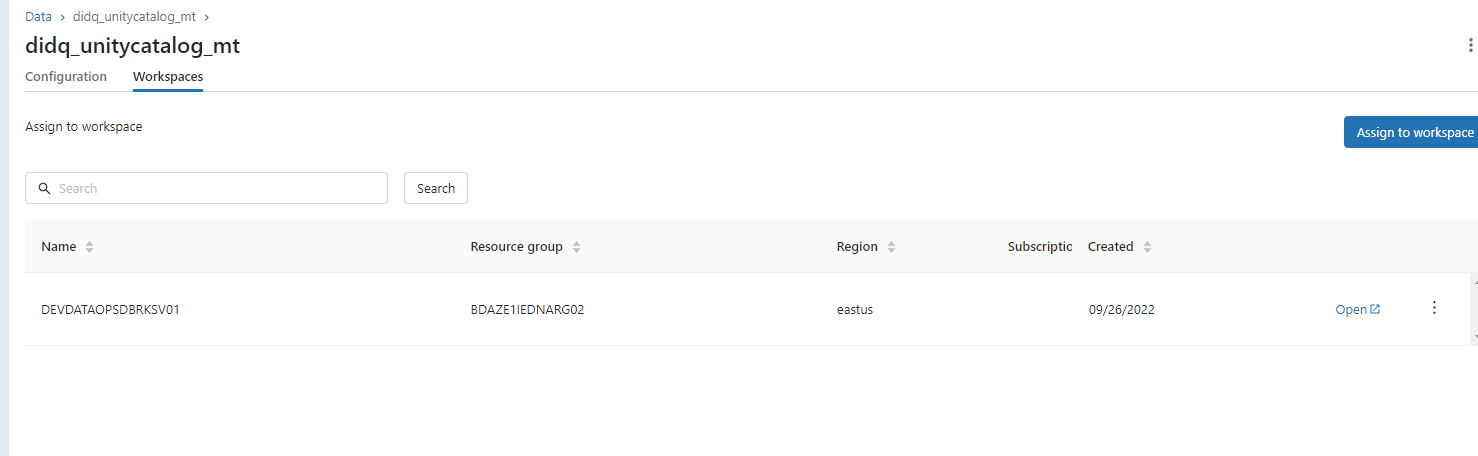 Data > didq_unitycatalog_mt >
didq_unitycatalog_mt
Configuration Workspaces
Assign to workspace
Assign to workspace
Search Search
Name Resource group Region Subscriptic Created
DEVDATAOPSDBRKSV01 BDAZE1IEDNARG02 eastus 09/26/2022 Open